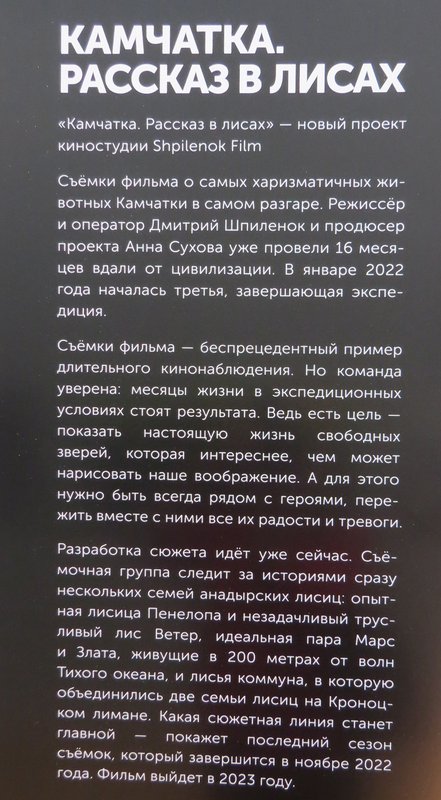 КАМЧАТКА.
РАССКАЗ В ЛИСАХ
«Камчатка. Рассказ в лисах» — новый проект
киностудии Shpilenok Film
Съёмки фильма о самых харизматичных жи-
вотных Камчатки в самом разгаре. Режиссёр
и оператор Дмитрий Шпиленок и продюсер
проекта Анна Сухова уже провели 16 меся-
цев вдали от цивилизации. В январе 2022
года началась третья, завершающая экспе-
диция.
Съёмки фильма — беспрецедентный пример
длительного кинонаблюдения. Но команда
уверена: месяцы жизни в экспедиционных
условиях стоят результата. Ведь есть цель —
показать настоящую жизнь свободных
зверей, которая интереснее, чем может
нарисовать наше воображение. А для этого
нужно быть всегда рядом с героями, пере-
жить вместе с ними все их радости и тревоги.
Разработка сюжета идёт уже сейчас. Съё-
мочная группа следит за историями сразу
нескольких семей анадырских лисиц: опыт-
ная лисица Пенелопа и незадачливый трус-
ливый лис Ветер, идеальная пара Марс
и Злата, живущие в 200 метрах от волн
Тихого океана, и лисья коммуна, в которую
объединились две семьи лисиц на Кроноц-
ком лимане. Какая сюжетная линия станет
главной — покажет последний сезон
съёмок, который завершится в ноябре 2022
года. Фильм выйдет в 2023 году.